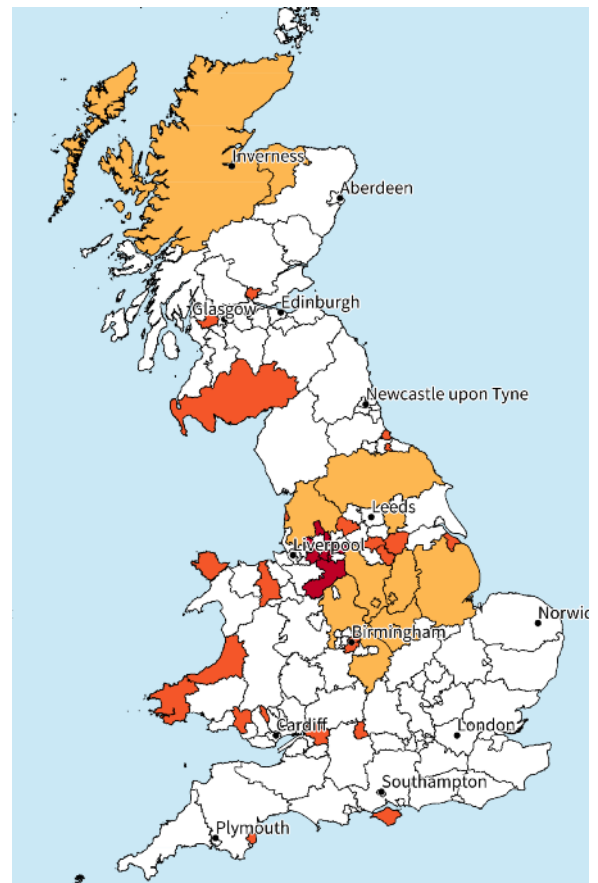 Inverness
Aberdeen
Glasgow
Edinburgh
Newcastle upon Tyne
Leeds
Liverpool
Norwic
Birmingham
Cardiff
London
Southampton
Plymouth